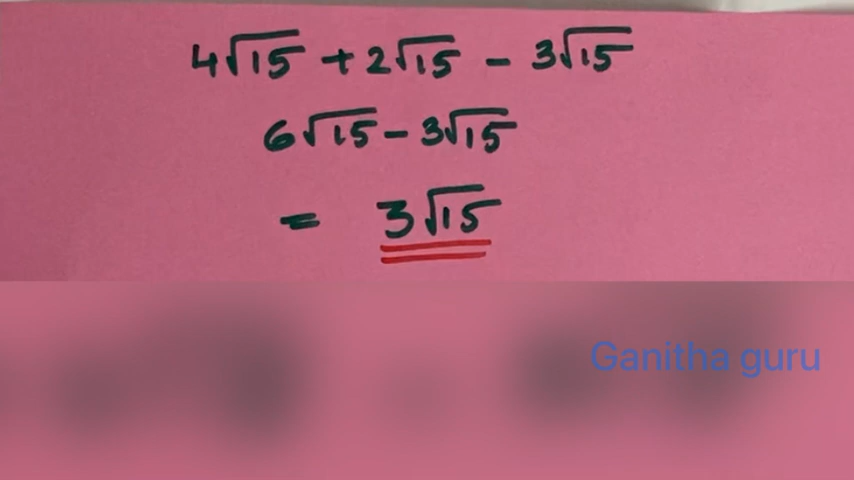 4√15 + 2√15 - 3√15
6√15 - 3√15
= 3√15
Ganitha guru